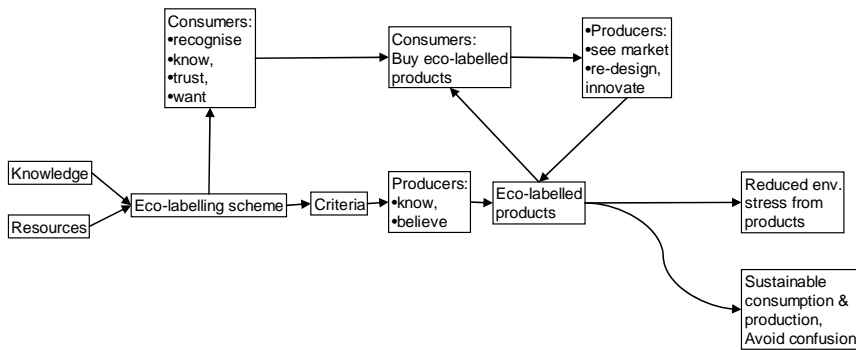 Consumers:
•recognise
•know,
•trust,
•want
Consumers:
Buy eco-labelled
products
•Producers:
•see market
•re-design,
innovate
Knowledge
Resources
Eco-labelling scheme
Criteria
Producers:
•know,
•believe
Eco-labelled
products
Reduced env.
stress from
products
Sustainable
consumption &
production,
Avoid confusion